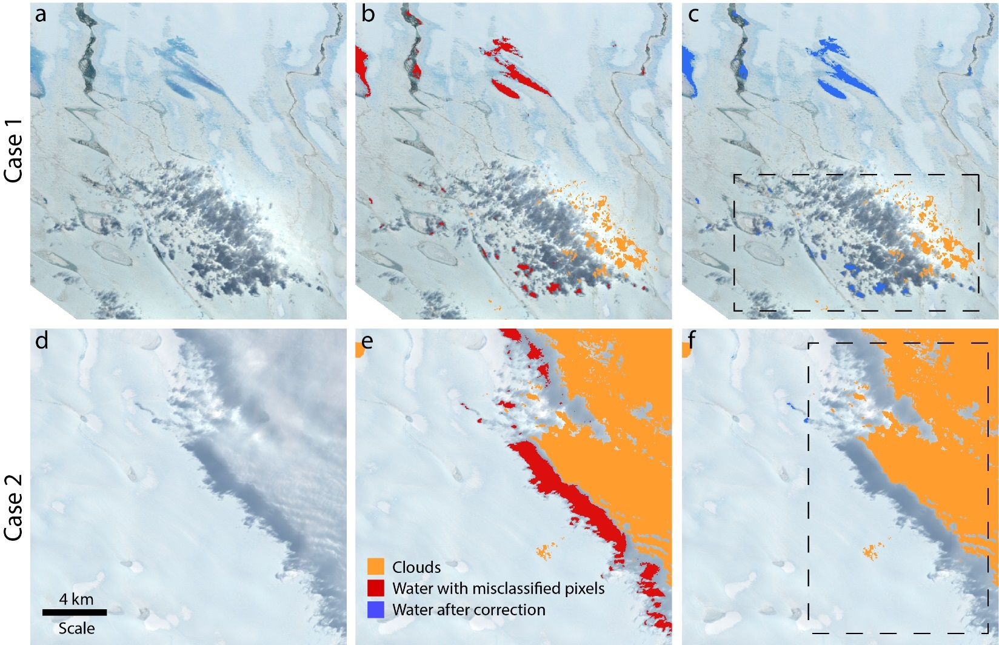 a
b
c
Case 1
d
e
f
Case 2
4 km
Scale
Clouds
Water with misclassified pixels
Water after correction